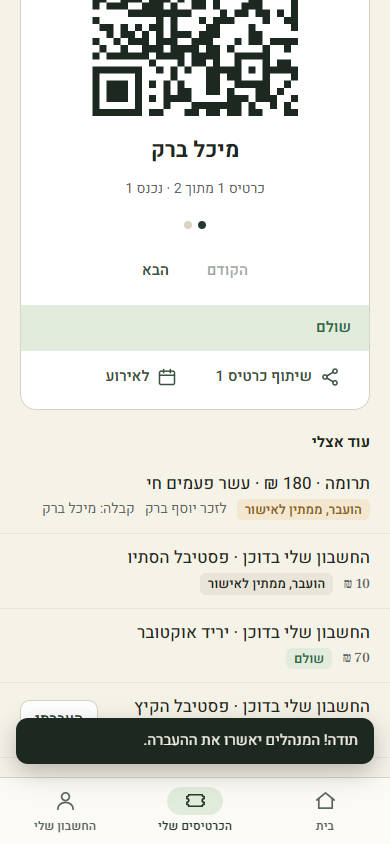 מיכל ברק
כרטיס 1 מתוך 2 · נכנס 1
הקודם הבא
שולם
שיתוף כרטיס 1 לאירוע
עוד אצלי
תרומה · 180 ₪ · עשר פעמים חי
הועבר, ממתין לאישור לזכר יוסף ברק קבלה: מיכל ברק
החשבון שלי בדוכן · פסטיבל הסתיו
10 ₪ הועבר, ממתין לאישור
החשבון שלי בדוכן · יריד אוקטובר
70 ₪ שולם
החשבון שלי בדוכן · פסטיבל הקיץ
תודה! המנהלים יאשרו את ההעברה.
בית הכרטיסים שלי החשבון שלי